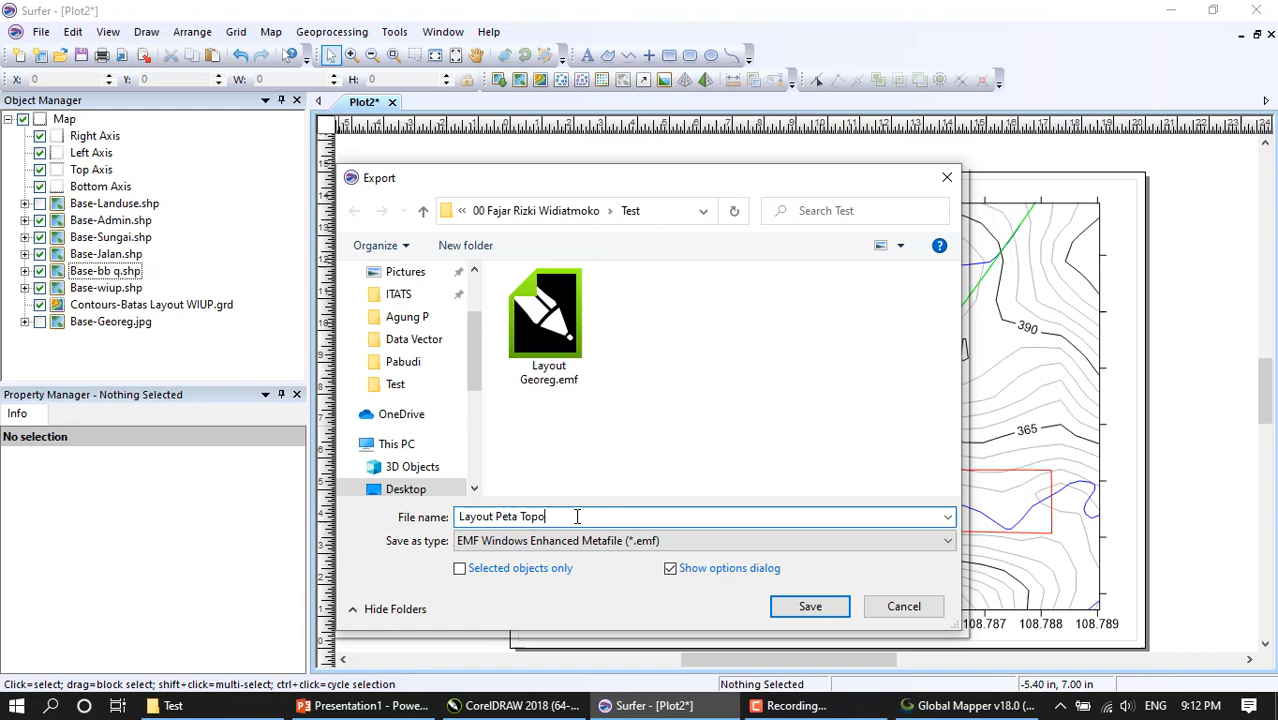 Surfer - [Plot2*]
File Edit View Draw Arrange Grid Map Geoprocessing Tools Window Help
X: 0 Y: 0 W: 0 H: 0
Object Manager
Plot2*
Map
Right Axis
Left Axis
Top Axis
Bottom Axis
Base-Landuse.shp
Base-Admin.shp
Base-Sungai.shp
Base-Jalan.shp
Base-bb q.shp
Base-wiup.shp
Contours-Batas Layout WIUP.grd
Base-Georeg.jpg
Property Manager - Nothing Selected
Info
No selection
Export
« 00 Fajar Rizki Widiatmoko › Test
Search Test
Organize
New folder
Pictures
ITATS
Agung P
Data Vector
Pabudi
Test
OneDrive
This PC
3D Objects
Desktop
Layout
Georeg.emf
File name: Layout Peta Topo
Save as type: EMF Windows Enhanced Metafile (*.emf)
Selected objects only
Show options dialog
Hide Folders
Save
Cancel
390
365
108.787 108.788 108.789
Click=select; drag=block select; shift+click=multi-select; ctrl+click=cycle selection
Nothing Selected
-5.40 in, 7.00 in
Test
Presentation1 - Powe...
CorelDRAW 2018 (64-...
Surfer - [Plot2*]
Recording...
Global Mapper v18.0 (...
9:12 PM